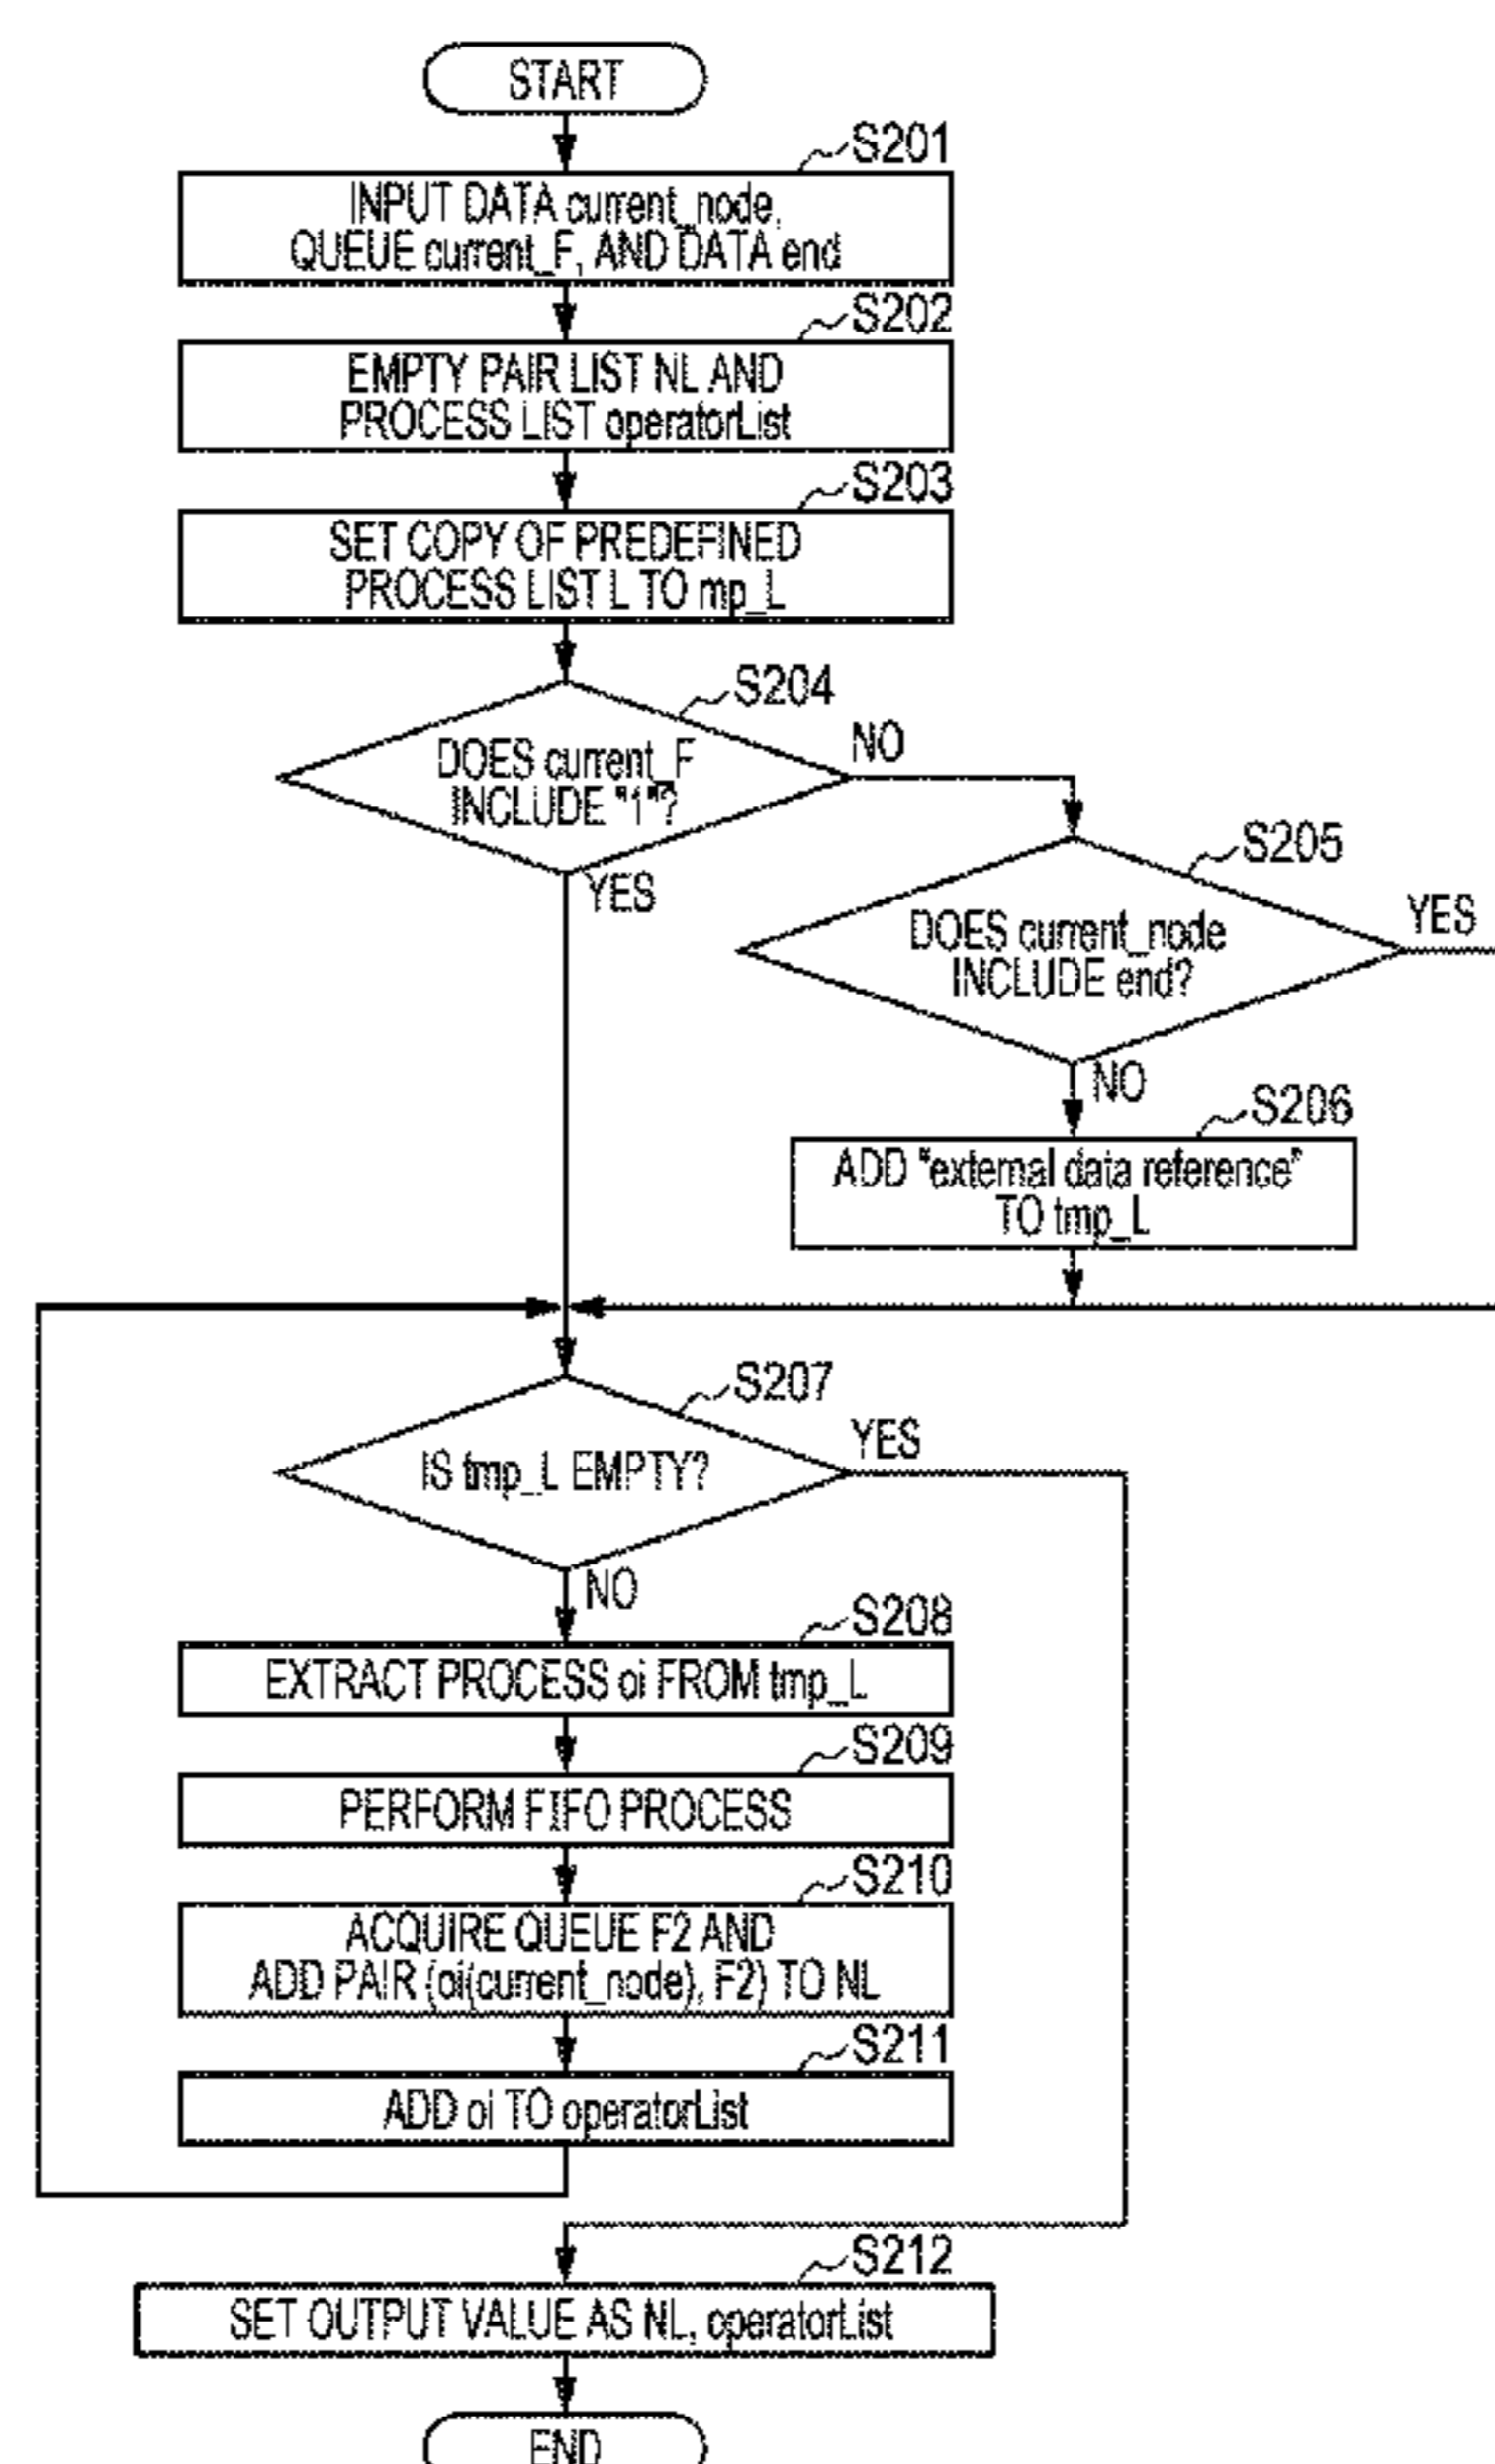 START
S201
INPUT DATA current_node,
QUEUE current_F, AND DATA end
S202
EMPTY PAIR LIST NL AND
PROCESS LIST operatorList
S203
SET COPY OF PREDEFINED
PROCESS LIST L TO mp_L
S204
DOES current_F
INCLUDE "1"?
NO
YES
S205
DOES current_node
INCLUDE end?
YES
NO
S206
ADD "external data reference"
TO tmp_L
S207
IS tmp_L EMPTY?
YES
NO
S208
EXTRACT PROCESS oi FROM tmp_L
S209
PERFORM FIFO PROCESS
S210
ACQUIRE QUEUE F2 AND
ADD PAIR (oi(current_node), F2) TO NL
S211
ADD oi TO operatorList
S212
SET OUTPUT VALUE AS NL, operatorList
END